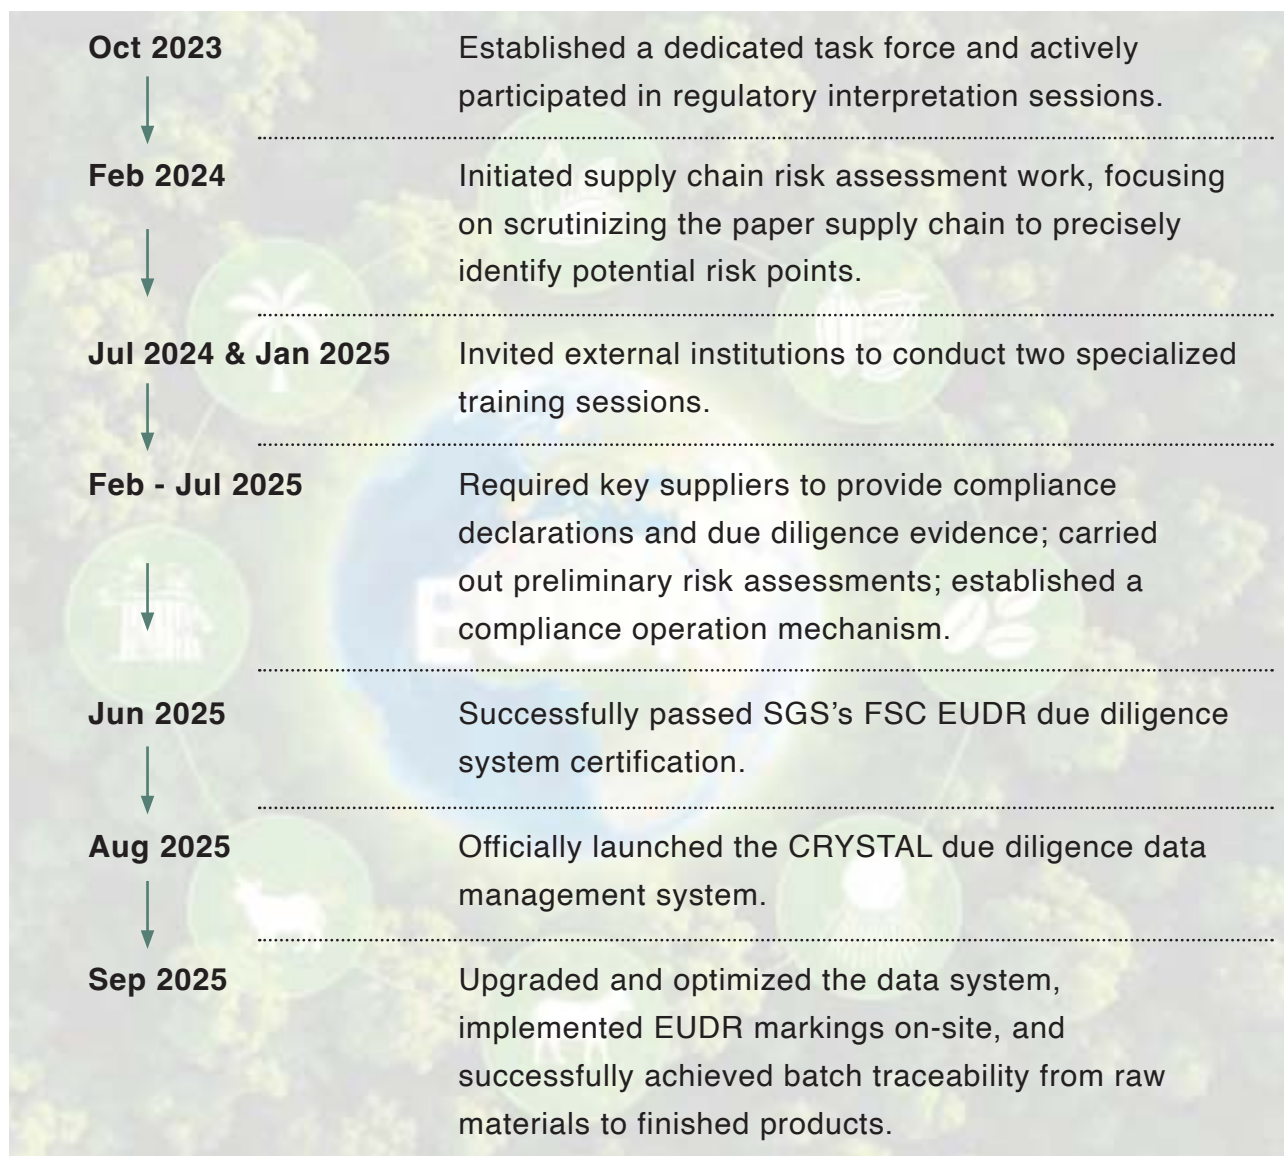 Oct 2023
Established a dedicated task force and actively
participated in regulatory interpretation sessions.
Feb 2024
Initiated supply chain risk assessment work, focusing
on scrutinizing the paper supply chain to precisely
identify potential risk points.
Jul 2024 & Jan 2025
Invited external institutions to conduct two specialized
training sessions.
Feb - Jul 2025
Required key suppliers to provide compliance
declarations and due diligence evidence; carried
out preliminary risk assessments; established a
compliance operation mechanism.
EUDR
Jun 2025
Successfully passed SGS’s FSC EUDR due diligence
system certification.
Aug 2025
Officially launched the CRYSTAL due diligence data
management system.
Sep 2025
Upgraded and optimized the data system,
implemented EUDR markings on-site, and
successfully achieved batch traceability from raw
materials to finished products.